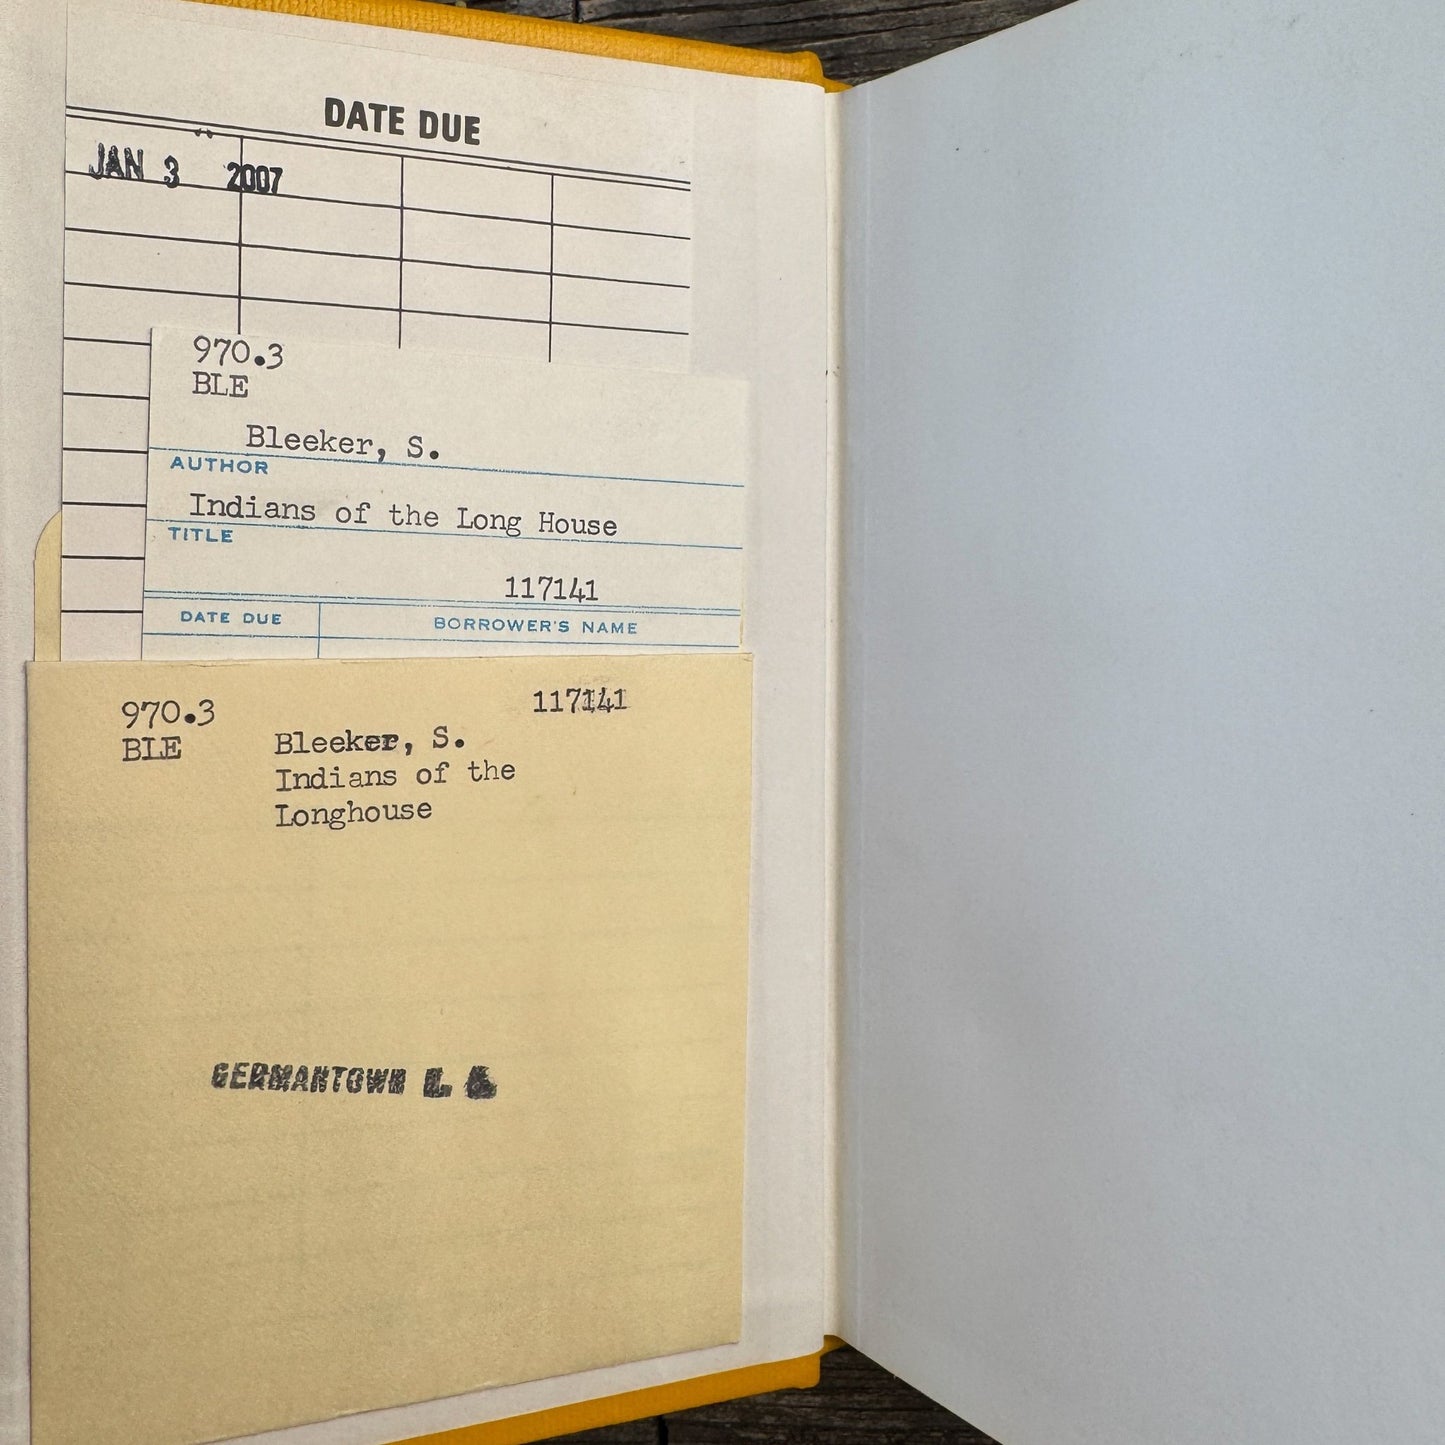 DATE DUE
JAN 3 2007
970.3
BLE
Bleeker, S.
AUTHOR
Indians of the Long House
TITLE
117141
DATE DUE BORROWER'S NAME
970.3 117141
BLE Bleeker, S.
Indians of the
Longhouse
GERMANTOWN